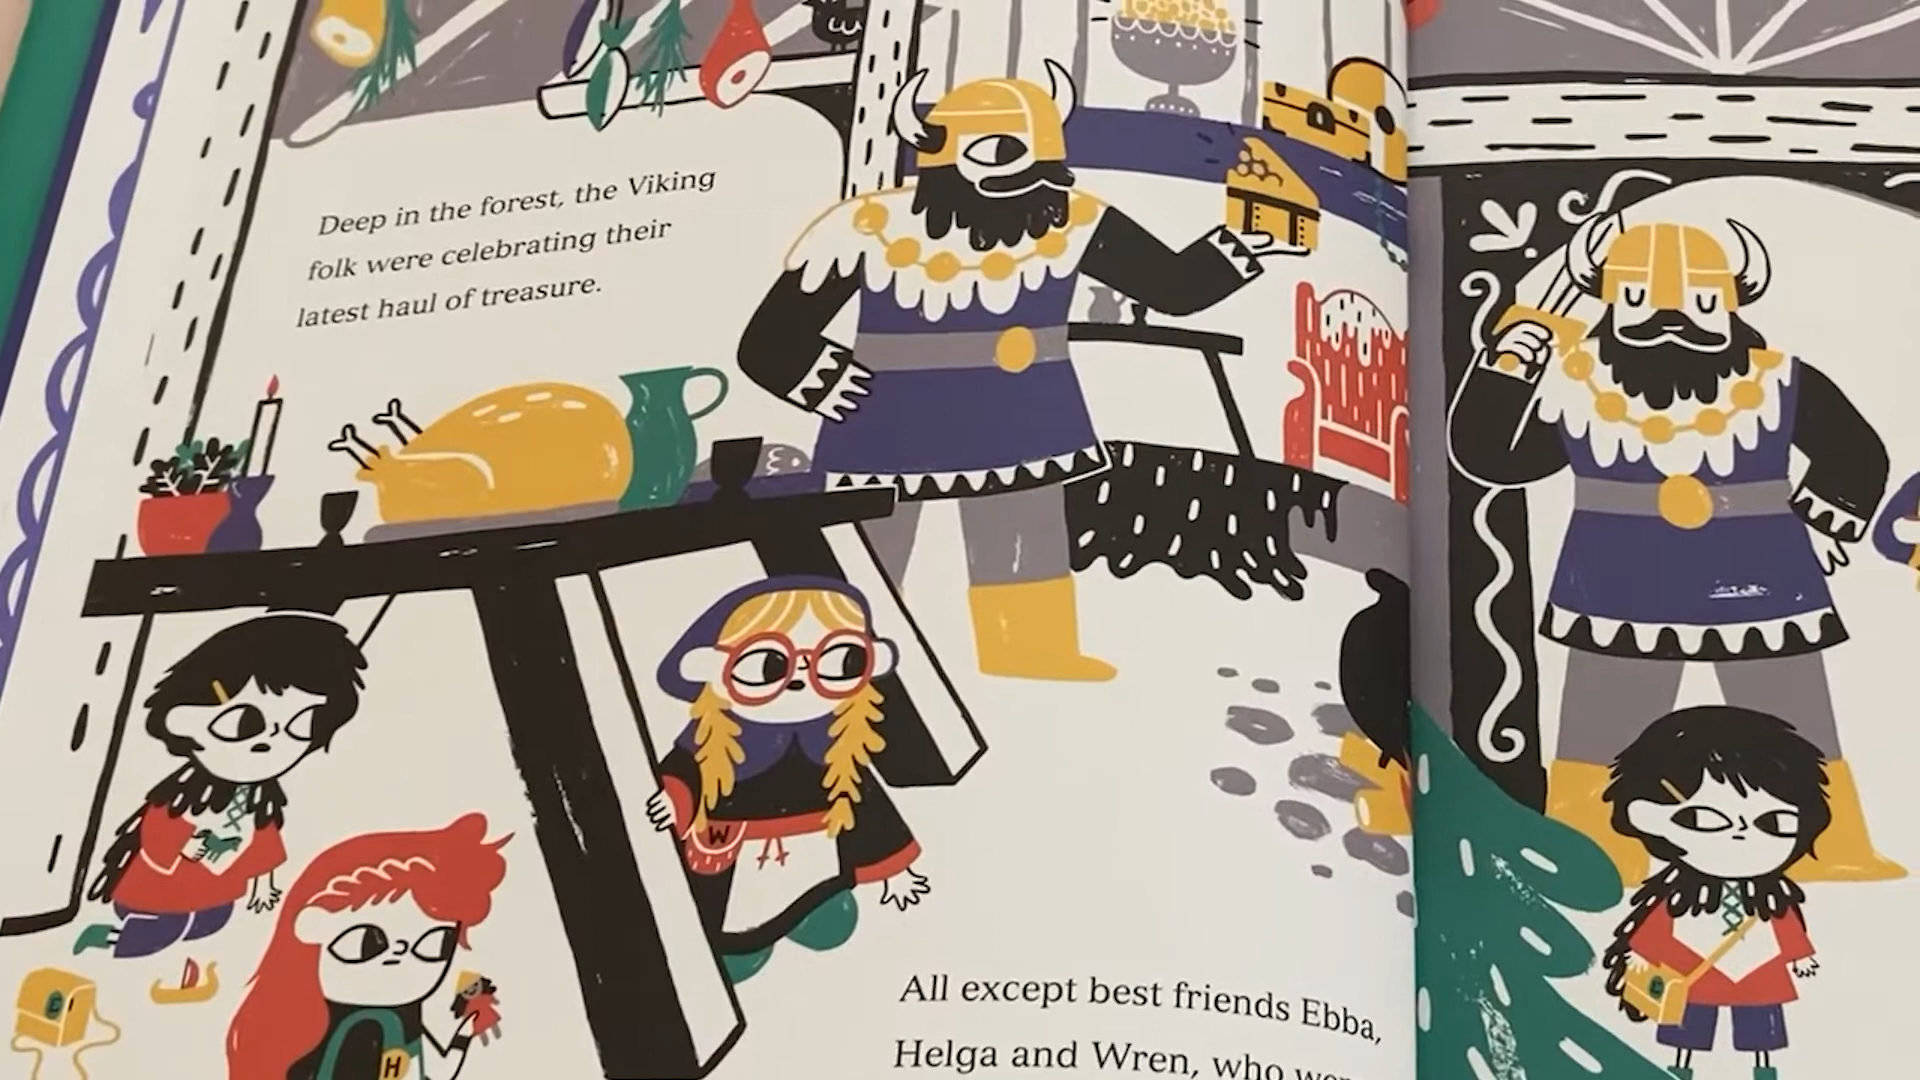 Deep in the forest, the Viking
folk were celebrating their
latest haul of treasure.
W
H
All except best friends Ebba,
Helga and Wren, who